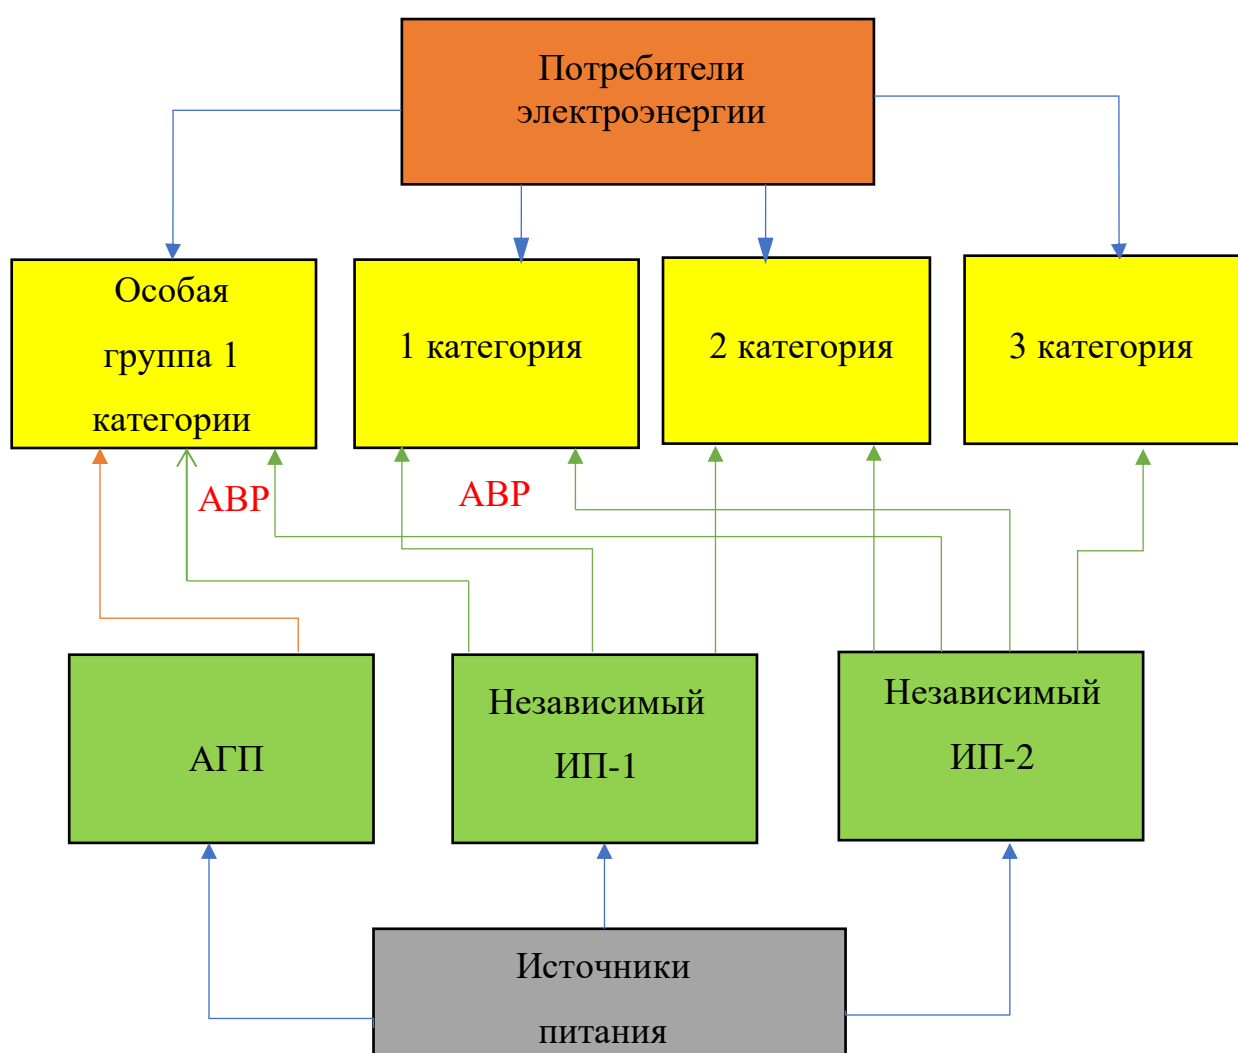 Потребители
электроэнергии
Особая
группа 1
категории
1 категория
2 категория
3 категория
АВР
АВР
АГП
Независимый
ИП-1
Независимый
ИП-2
Источники
питания